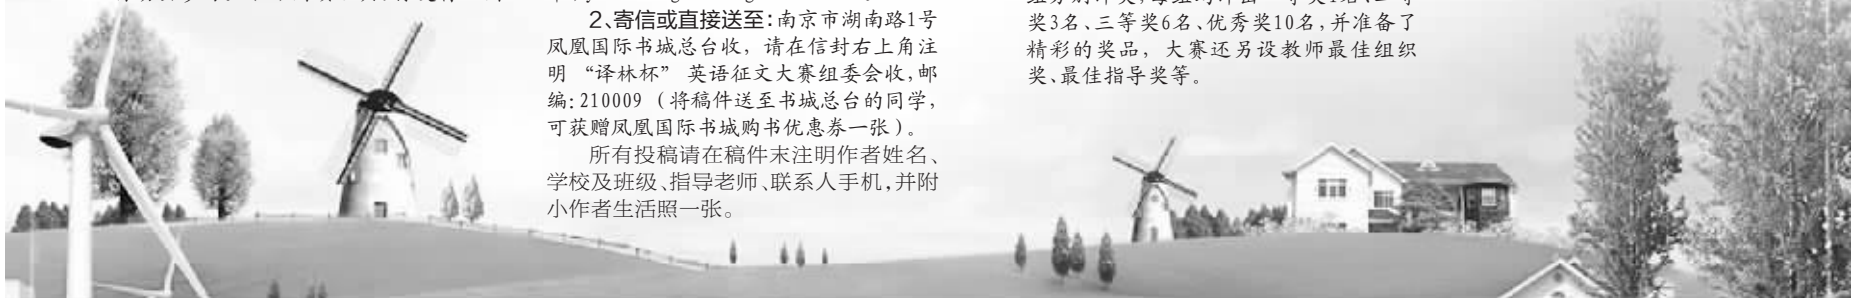 2、寄信或直接送至:南京市湖南路1号
凤凰国际书城总台收，请在信封右上角注
明 “译林杯” 英语征文大赛组委会收,邮
编:210009 (将稿件送至书城总台的同学,
可获赠凤凰国际书城购书优惠券一张)。
所有投稿请在稿件末注明作者姓名、
学校及班级、指导老师、联系人手机,并附
小作者生活照一张。
奖3名、三等奖6名、优秀奖10名,并准备了
精彩的奖品，大赛还另设教师最佳组织
奖、最佳指导奖等。